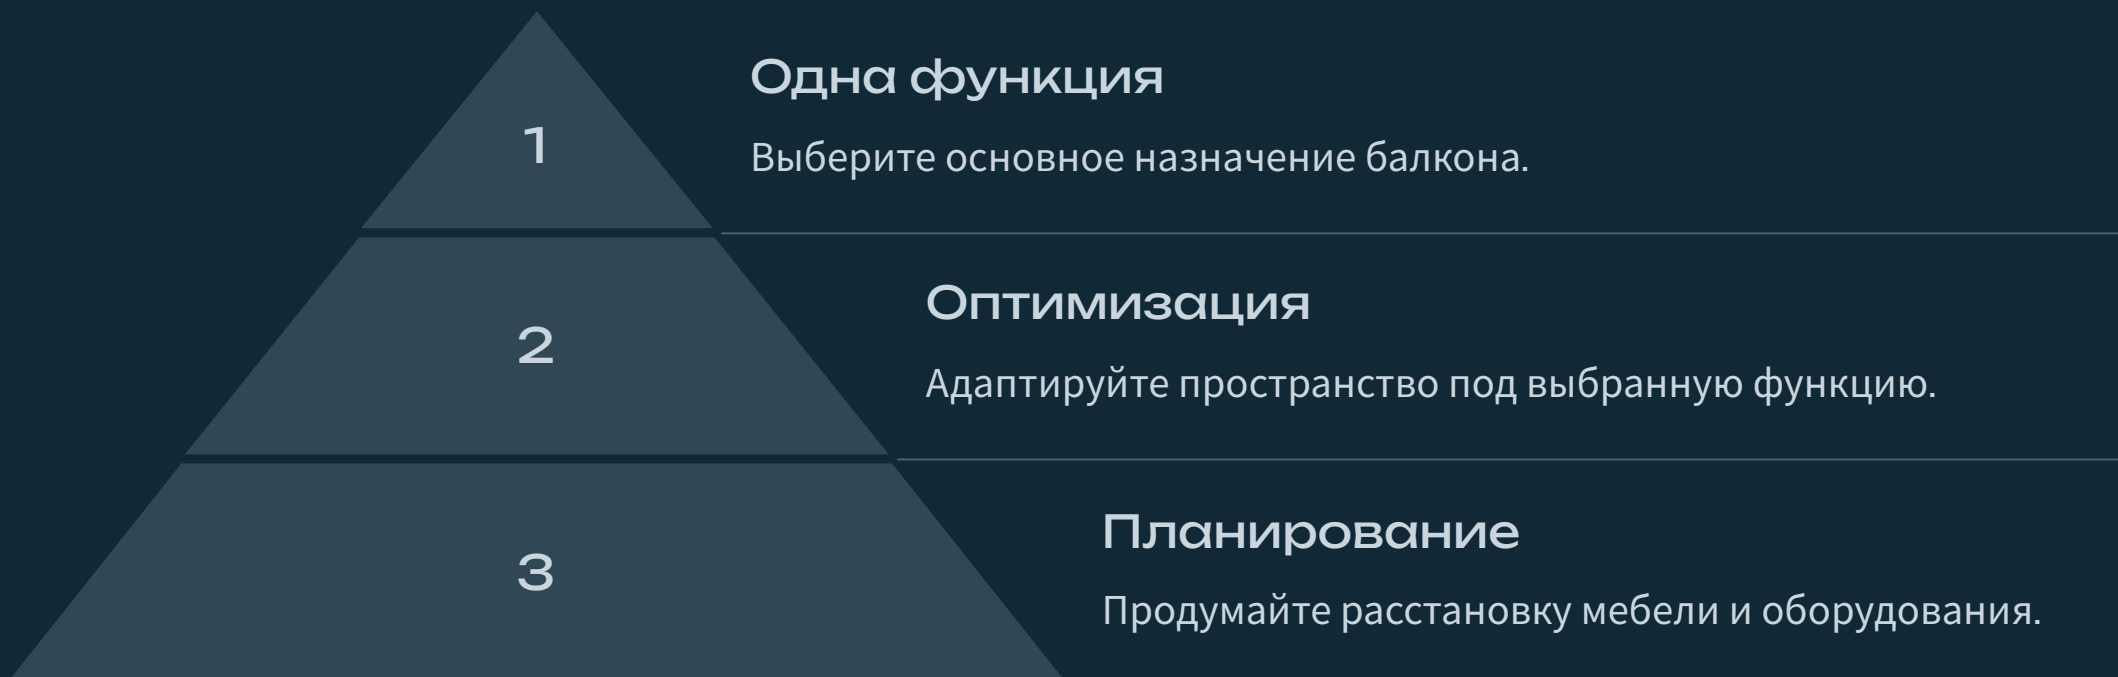 1
Одна функция
Выберите основное назначение балкона.
2
Оптимизация
Адаптируйте пространство под выбранную функцию.
3
Планирование
Продумайте расстановку мебели и оборудования.